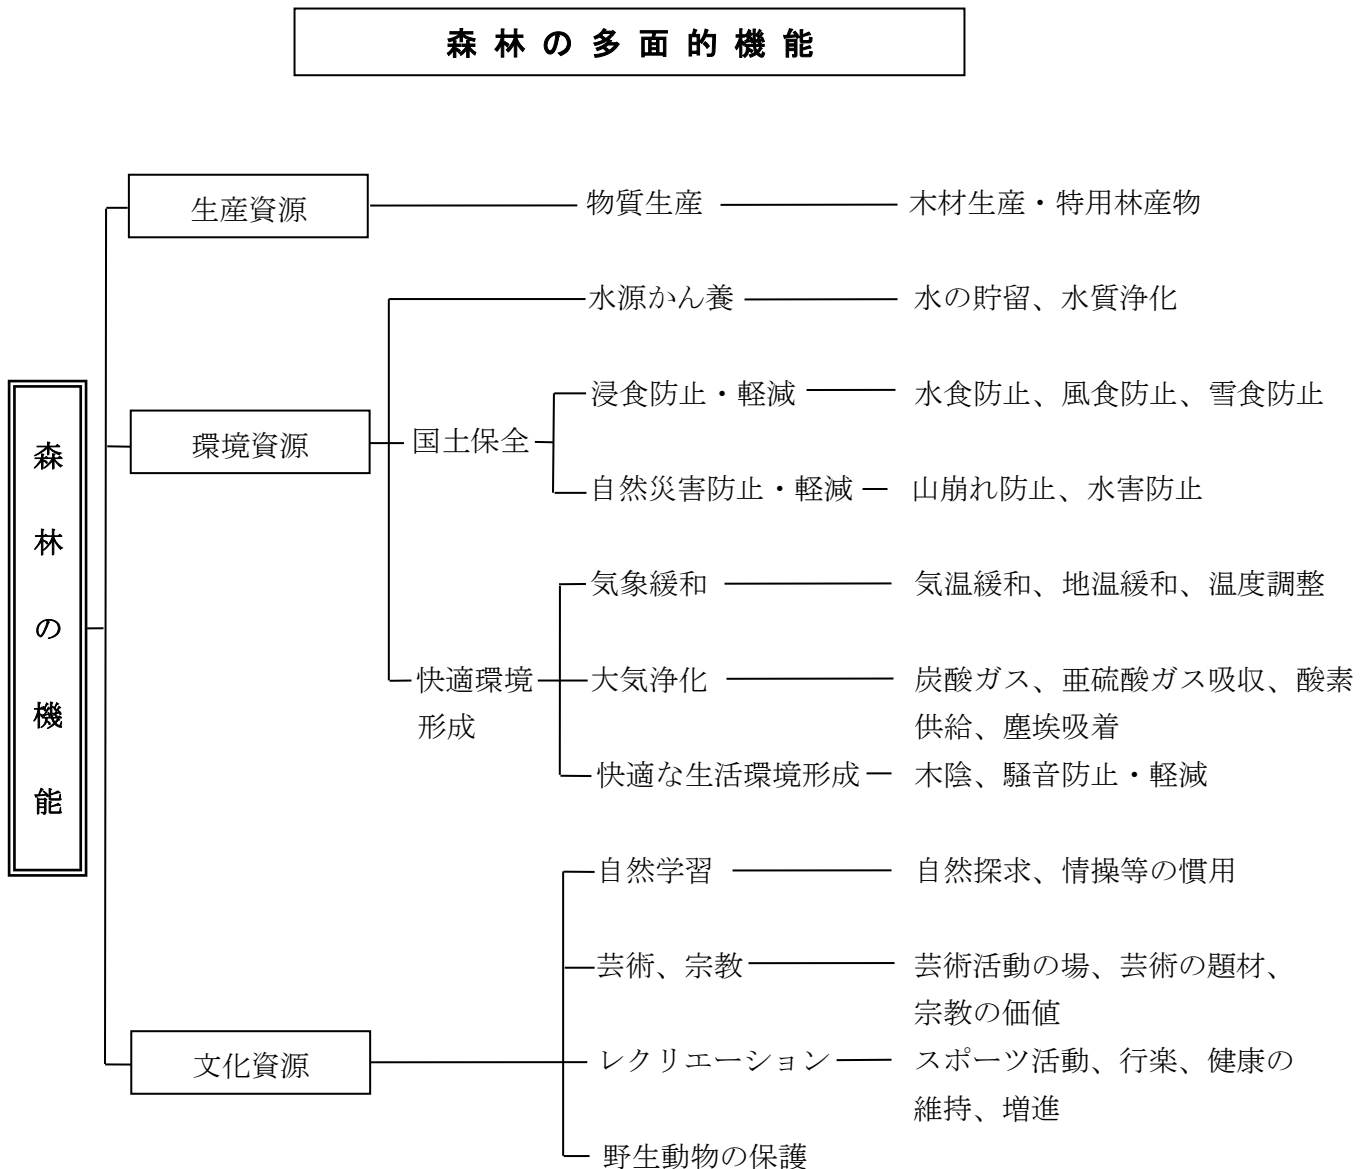 森林の多面的機能
生産資源 物質生産 木材生産・特用林産物
水源かん養 水の貯留、水質浄化
浸食防止・軽減 水食防止、風食防止、雪食防止
環境資源 国土保全
自然災害防止・軽減 山崩れ防止、水害防止
気象緩和 気温緩和、地温緩和、温度調整
森林の機能
快適環境 大気浄化 炭酸ガス、亜硫酸ガス吸収、酸素
形成 供給、塵埃吸着
快適な生活環境形成 木陰、騒音防止・軽減
自然学習 自然探求、情操等の慣用
芸術、宗教 芸術活動の場、芸術の題材、
宗教の価値
文化資源 レクリエーション スポーツ活動、行楽、健康の
維持、増進
野生動物の保護